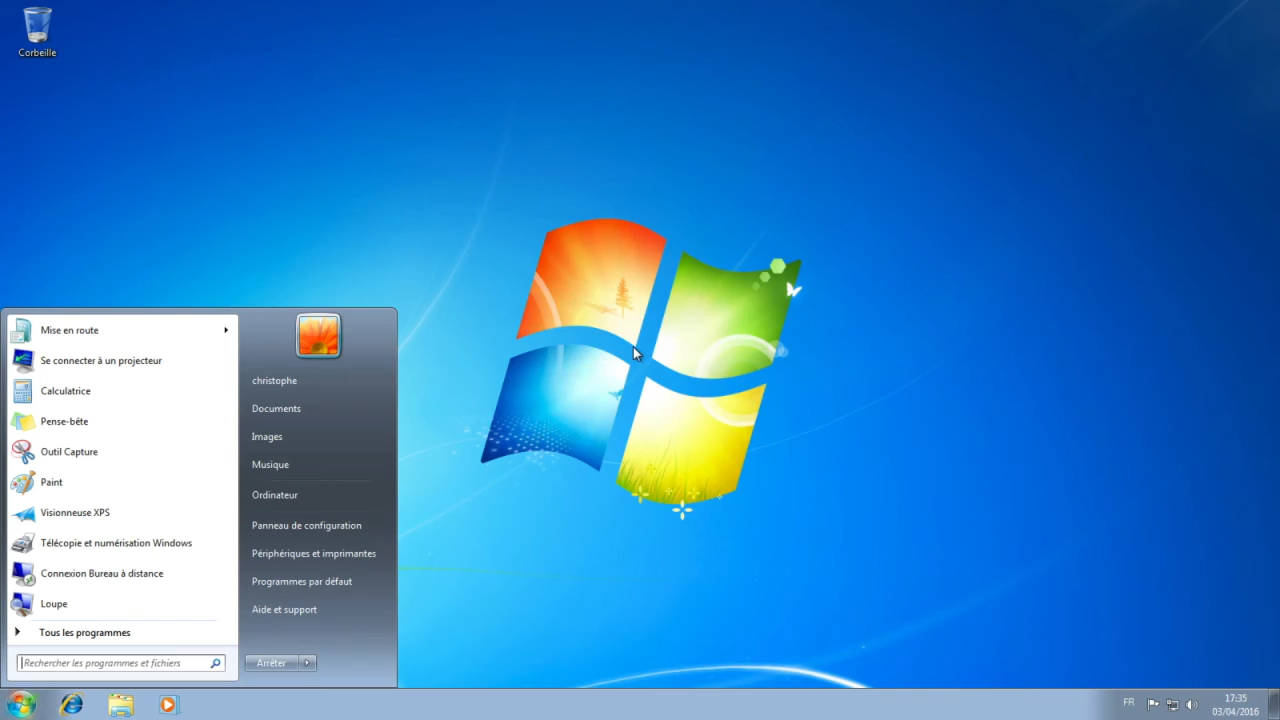 Corbeille
Mise en route
Se connecter à un projecteur
Calculatrice
Pense-bête
Outil Capture
Paint
Visionneuse XPS
Télécopie et numérisation Windows
Connexion Bureau à distance
Loupe
Tous les programmes
Rechercher les programmes et fichiers
christophe
Documents
Images
Musique
Ordinateur
Panneau de configuration
Périphériques et imprimantes
Programmes par défaut
Aide et support
Arrêter
FR
17:35
03/04/2016